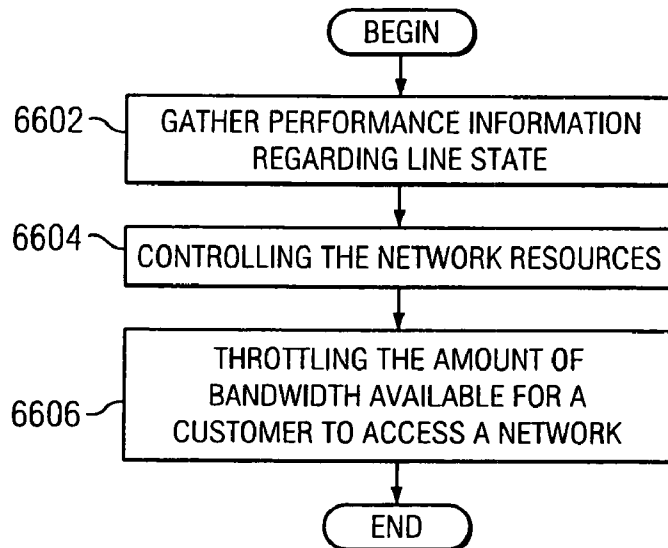 BEGIN
6602
GATHER PERFORMANCE INFORMATION
REGARDING LINE STATE
6604
CONTROLLING THE NETWORK RESOURCES
6606
THROTTLING THE AMOUNT OF
BANDWIDTH AVAILABLE FOR A
CUSTOMER TO ACCESS A NETWORK
END